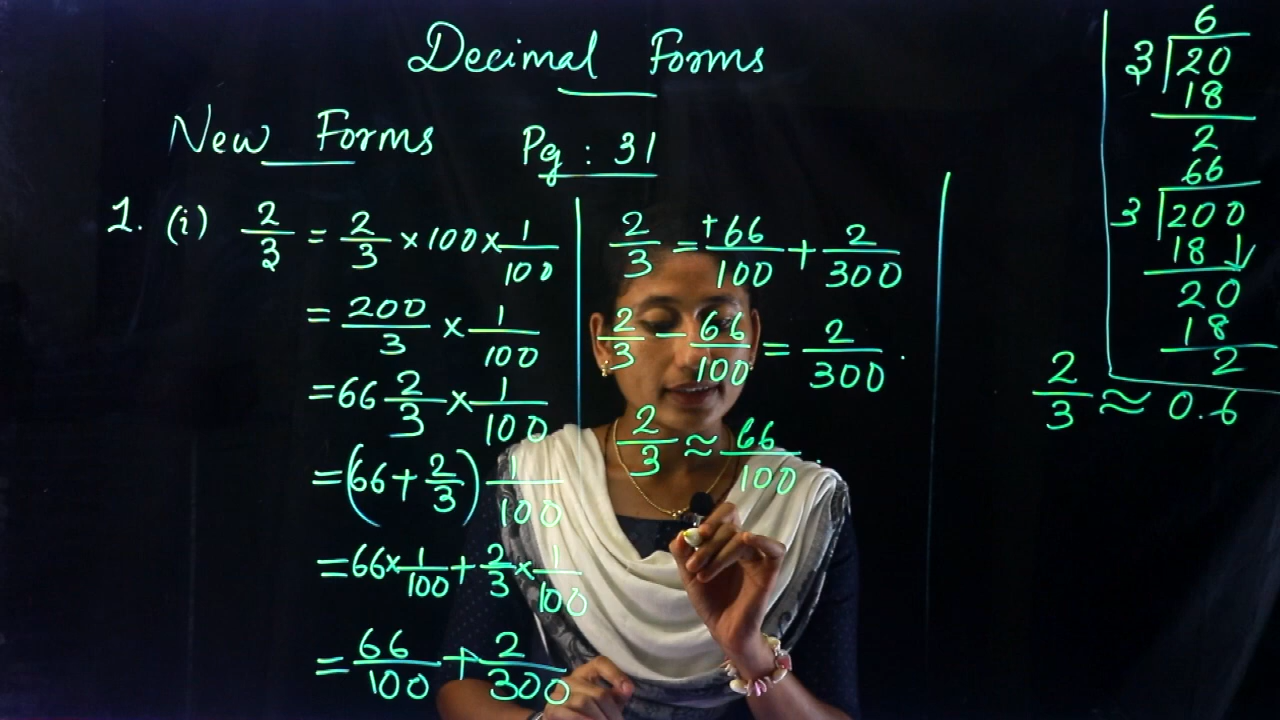 Decimal Forms
New Forms Pg : 31
1. (i) 2/3 = 2/3 × 100 × 1/100
= 200/3 × 1/100
= 66 2/3 × 1/100
= (66 + 2/3) 1/100
= 66 × 1/100 + 2/3 × 1/100
= 66/100 + 2/300
2/3 = +66/100 + 2/300
2/3 − 66/100 = 2/300 .
2/3 ≈ 66/100 .
6
3 20
18
2
66
3 200
18 ↓
20
18
2
2/3 ≈ 0.6